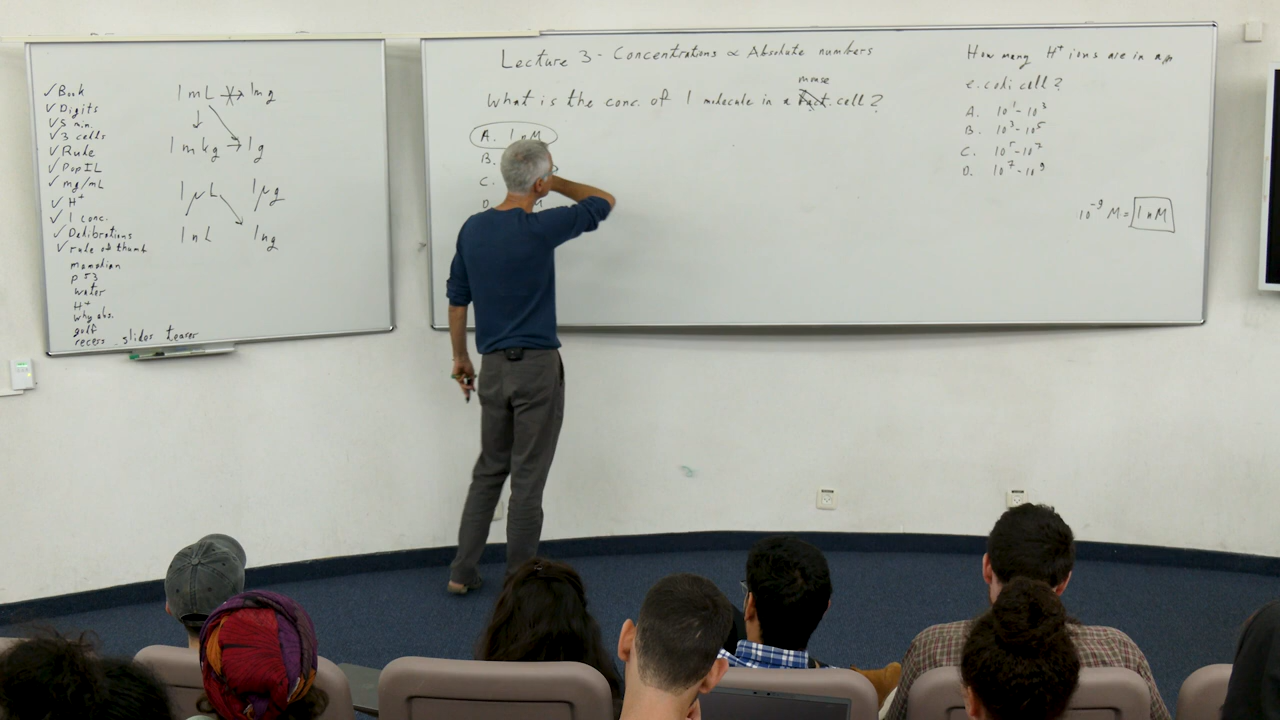 ✓ Book
✓ Digits
✓ 5 min.
✓ 3 cells
✓ Rule
✓ Pop IL
✓ mg/mL
✓ H⁺
✓ 1 conc.
✓ Delibrations
✓ rule of thumb
p53
water
H⁺
why abs.
golf
recess - slides teaser
1 mL → 1 mg
1 mkg → 1 g
1 μL 1 μg
1 nL 1 ng
Lecture 3 - Concentrations & Absolute numbers
mouse
What is the conc. of 1 molecule in a bact. cell?
A. 1 nM
B.
C.
D. M
How many H⁺ ions are in an
e.coli cell?
A. 10¹-10³
B. 10³-10⁵
C. 10⁵-10⁷
D. 10⁷-10⁹
10⁻⁹ M = 1 nM